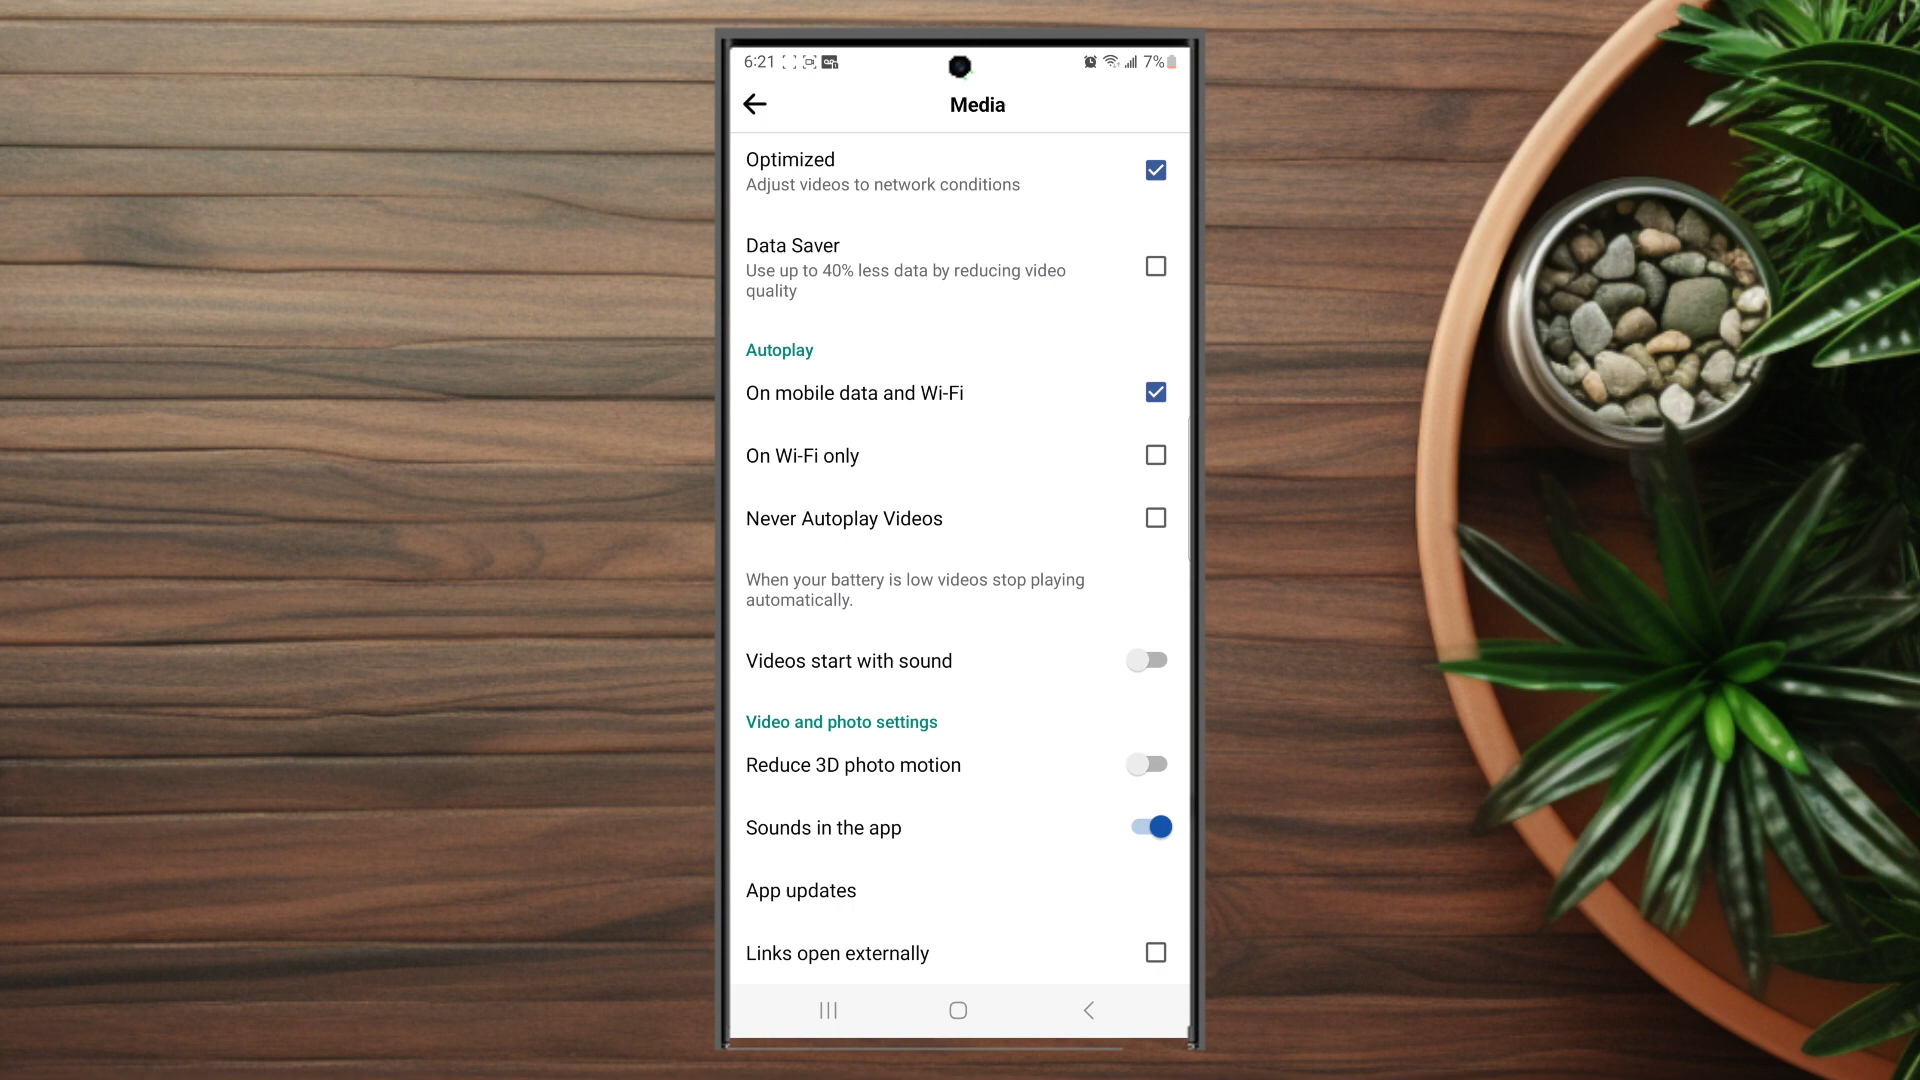 6:21 7%
Media
Optimized
Adjust videos to network conditions
Data Saver
Use up to 40% less data by reducing video
quality
Autoplay
On mobile data and Wi-Fi
On Wi-Fi only
Never Autoplay Videos
When your battery is low videos stop playing
automatically.
Videos start with sound
Video and photo settings
Reduce 3D photo motion
Sounds in the app
App updates
Links open externally